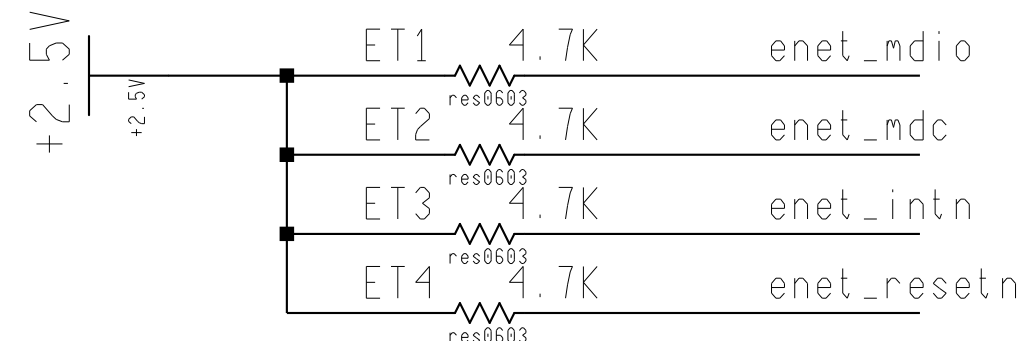 +2.5V
+2.5V
ET1 4.7K enet_mdio
res0603
ET2 4.7K enet_mdc
res0603
ET3 4.7K enet_intn
res0603
ET4 4.7K enet_resetn
res0603